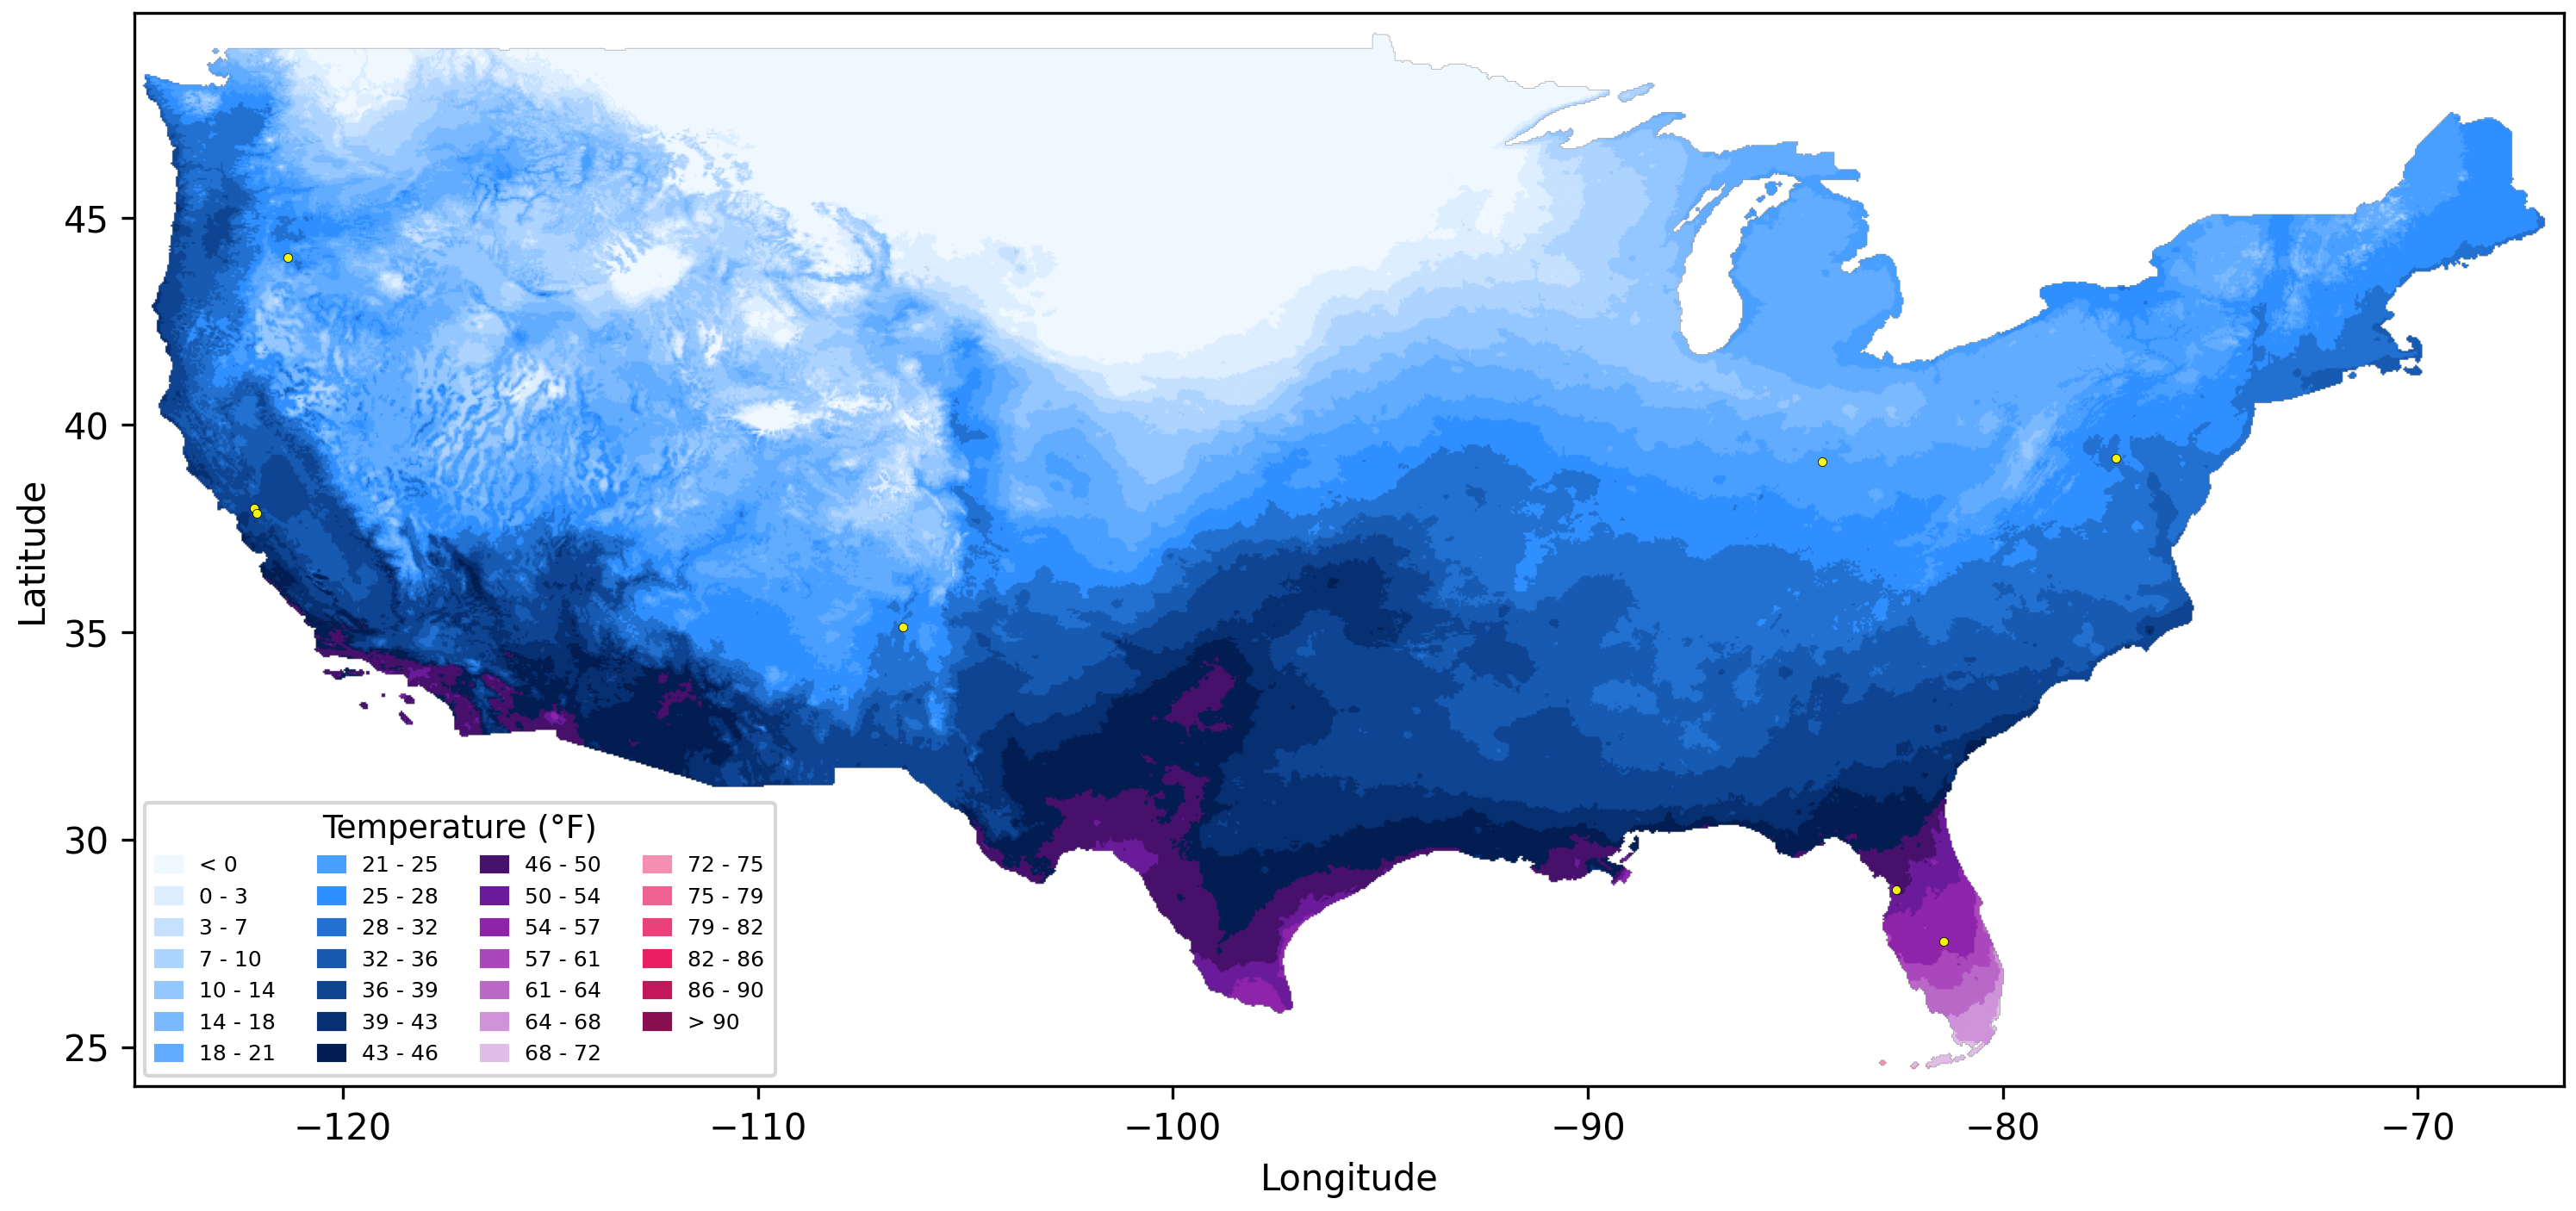 45
40
35
30
25
Latitude
Temperature (°F)
< 0
0 - 3
3 - 7
7 - 10
10 - 14
14 - 18
18 - 21
21 - 25
25 - 28
28 - 32
32 - 36
36 - 39
39 - 43
43 - 46
46 - 50
50 - 54
54 - 57
57 - 61
61 - 64
64 - 68
68 - 72
72 - 75
75 - 79
79 - 82
82 - 86
86 - 90
> 90
−120
−110
−100
−90
−80
−70
Longitude